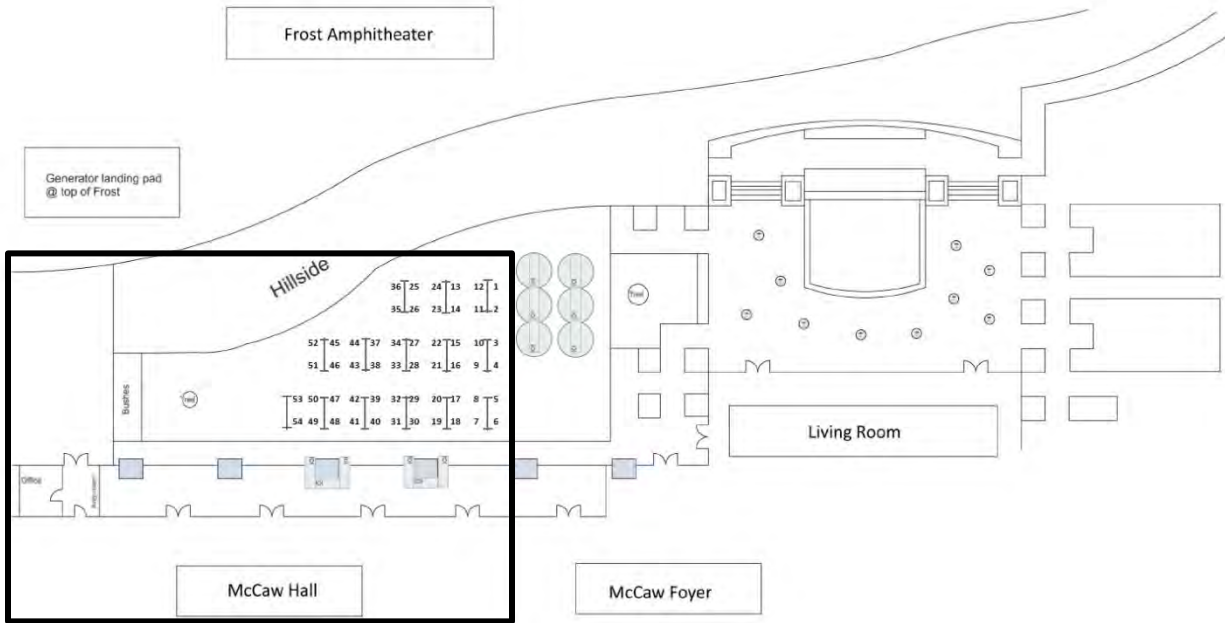 Frost Amphitheater
Generator landing pad
@ top of Frost
Hillside
36 25 24 13 12 1
35 26 23 14 11 2
Tree
52 45 44 37 34 27 22 15 10 3
51 46 43 38 33 28 21 16 9 4
Bushes
Tree
53 50 47 42 39 32 29 20 17 8 5
54 49 48 41 40 31 30 19 18 7 6
Living Room
Office
McCaw Hall
McCaw Foyer